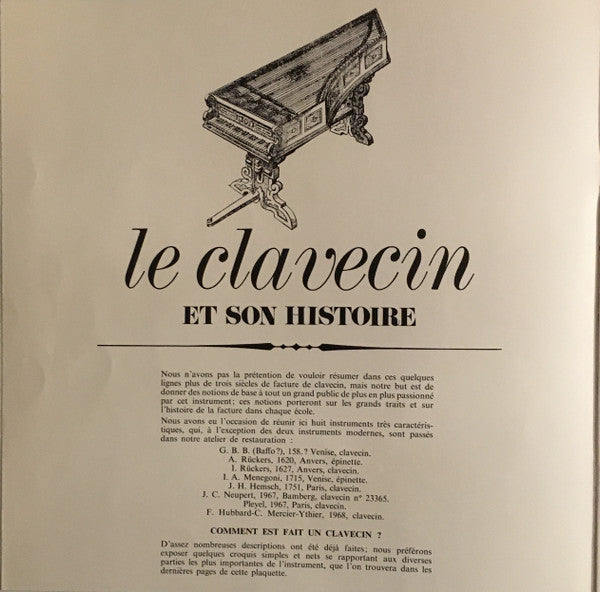 le clavecin
ET SON HISTOIRE
Nous n'avons pas la prétention de vouloir résumer dans ces quelques
lignes plus de trois siècles de facture de clavecin, mais notre but est de
donner des notions de base à tout un grand public de plus en plus passionné
par cet instrument; ces notions porteront sur les grands traits et sur
l'histoire de la facture dans chaque école.
Nous avons eu l'occasion de réunir ici huit instruments très caractéris-
tiques, qui, à l'exception des deux instruments modernes, sont passés
dans notre atelier de restauration :
G. B. B. (Baffo?), 158.? Venise, clavecin.
A. Rückers, 1620, Anvers, épinette.
I. Rückers, 1627, Anvers, clavecin.
I. A. Menegoni, 1715, Venise, épinette.
J. H. Hemsch, 1751, Paris, clavecin.
J. C. Neupert, 1967, Bamberg, clavecin n° 23365.
Pleyel, 1967, Paris, clavecin.
F. Hubbard-C. Mercier-Ythier, 1968, clavecin.
COMMENT EST FAIT UN CLAVECIN ?
D'assez nombreuses descriptions ont été déjà faites; nous préférons
exposer quelques croquis simples et nets se rapportant aux diverses
parties les plus importantes de l'instrument, que l'on trouvera dans les
dernières pages de cette plaquette.